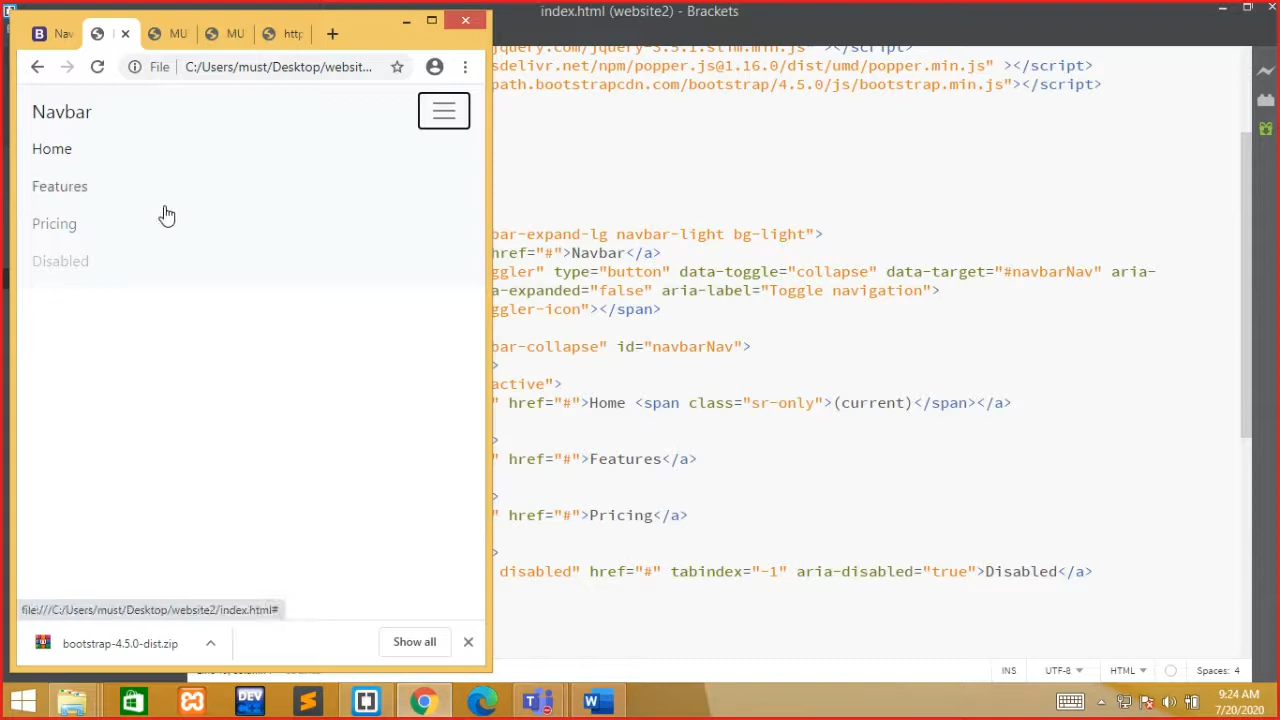 index.html (website2) - Brackets
Nav
MU
MU
http
File
C:/Users/must/Desktop/websit...
Navbar
Home
Features
Pricing
Disabled
file:///C:/Users/must/Desktop/website2/index.html#
bootstrap-4.5.0-dist.zip
Show all
jquery.com/jquery-3.5.1.slim.min.js" ></script>
sdelivr.net/npm/popper.js@1.16.0/dist/umd/popper.min.js" ></script>
path.bootstrapcdn.com/bootstrap/4.5.0/js/bootstrap.min.js"></script>
bar-expand-lg navbar-light bg-light">
href="#">Navbar</a>
ggler" type="button" data-toggle="collapse" data-target="#navbarNav" aria-
a-expanded="false" aria-label="Toggle navigation">
ggler-icon"></span>
bar-collapse" id="navbarNav">
>
active">
" href="#">Home <span class="sr-only">(current)</span></a>
>
" href="#">Features</a>
>
" href="#">Pricing</a>
>
disabled" href="#" tabindex="-1" aria-disabled="true">Disabled</a>
INS
UTF-8
HTML
Spaces: 4
DEV
9:24 AM
7/20/2020